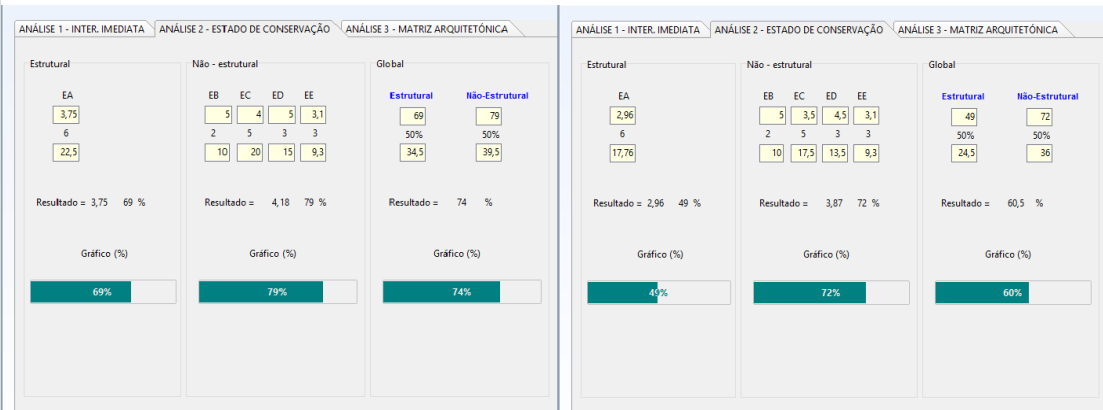 ANÁLISE 1 - INTER. IMEDIATA ANÁLISE 2 - ESTADO DE CONSERVAÇÃO ANÁLISE 3 - MATRIZ ARQUITETÓNICA
Estrutural Não - estrutural Global
EA EB EC ED EE Estrutural Não-Estrutural
3,75 5 4 5 3,1 69 79
6 2 5 3 3 50% 50%
22,5 10 20 15 9,3 34,5 39,5
Resultado = 3,75 69 % Resultado = 4,18 79 % Resultado = 74 %
Gráfico (%) Gráfico (%) Gráfico (%)
69% 79% 74%
ANÁLISE 1 - INTER. IMEDIATA ANÁLISE 2 - ESTADO DE CONSERVAÇÃO ANÁLISE 3 - MATRIZ ARQUITETÓNICA
Estrutural Não - estrutural Global
EA EB EC ED EE Estrutural Não-Estrutural
2,96 5 3,5 4,5 3,1 49 72
6 2 5 3 3 50% 50%
17,76 10 17,5 13,5 9,3 24,5 36
Resultado = 2,96 49 % Resultado = 3,87 72 % Resultado = 60,5 %
Gráfico (%) Gráfico (%) Gráfico (%)
49% 72% 60%